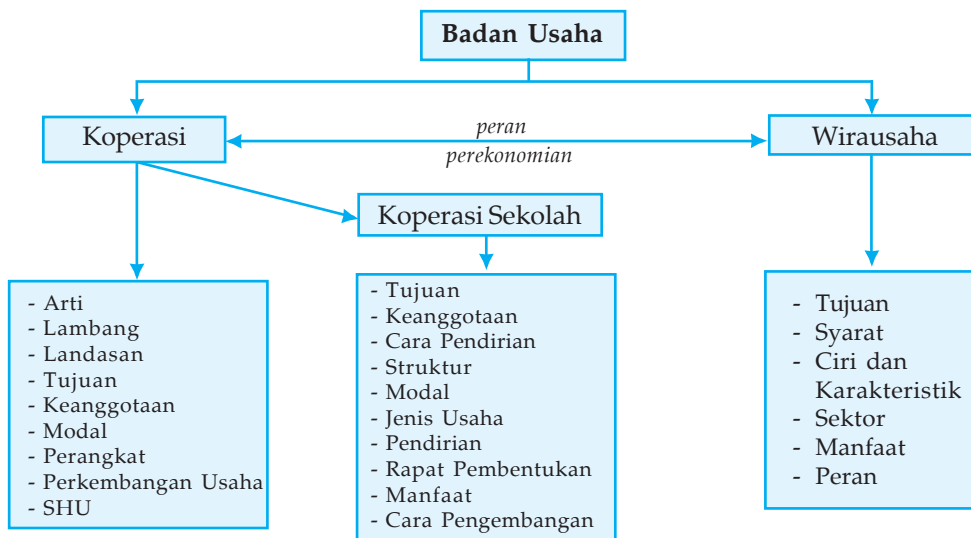 Badan Usaha
Koperasi
peran
perekonomian
Wirausaha
Koperasi Sekolah
- Arti
- Lambang
- Landasan
- Tujuan
- Keanggotaan
- Modal
- Perangkat
- Perkembangan Usaha
- SHU
- Tujuan
- Keanggotaan
- Cara Pendirian
- Struktur
- Modal
- Jenis Usaha
- Pendirian
- Rapat Pembentukan
- Manfaat
- Cara Pengembangan
- Tujuan
- Syarat
- Ciri dan
Karakteristik
- Sektor
- Manfaat
- Peran